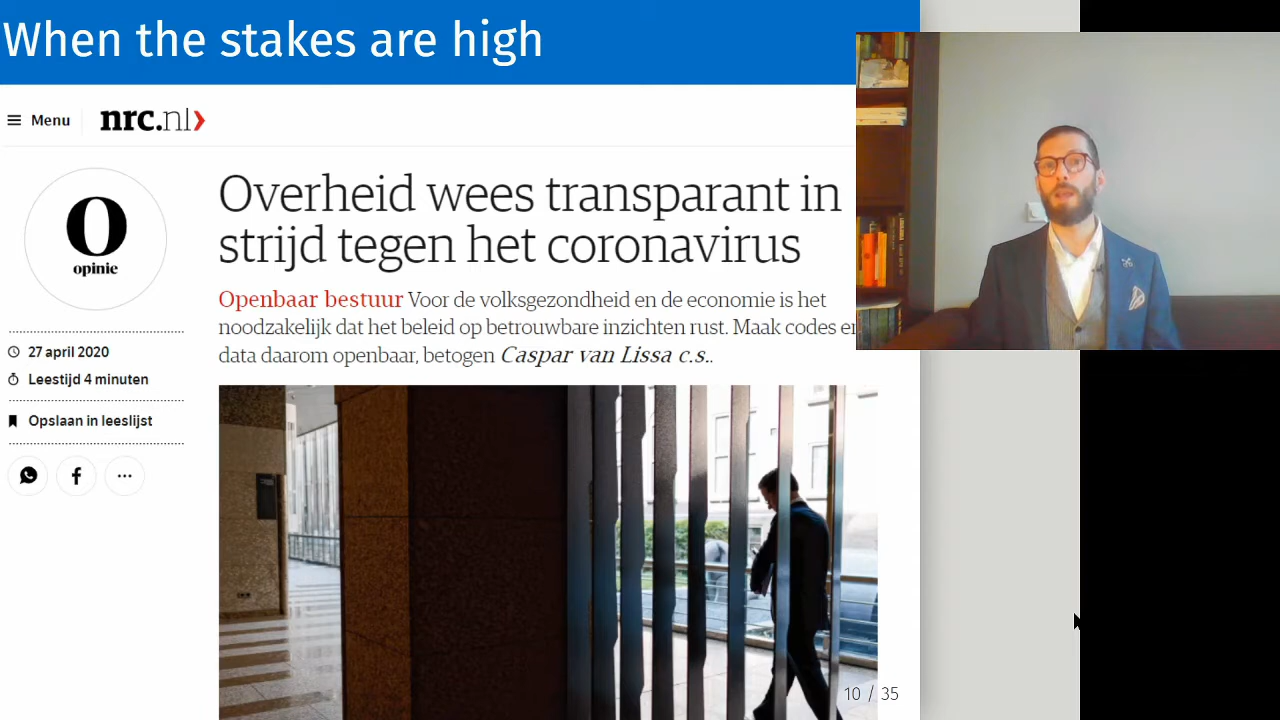 When the stakes are high
Menu
nrc.nl
O
opinie
27 april 2020
Leestijd 4 minuten
Opslaan in leeslijst
Overheid wees transparant in
strijd tegen het coronavirus
Openbaar bestuur Voor de volksgezondheid en de economie is het
noodzakelijk dat het beleid op betrouwbare inzichten rust. Maak codes en
data daarom openbaar, betogen Caspar van Lissa c.s..
10 / 35